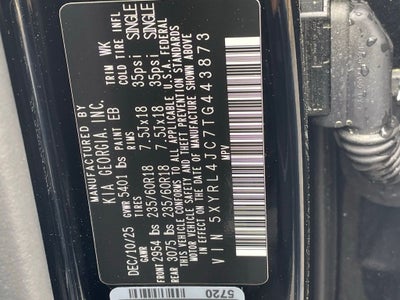 MANUFACTURED BY
KIA GEORGIA, INC.
DEC/10/25 GVWR 5401 lbs PAINT EB TRIM WK
GAWR TIRES RIMS COLD TIRE INFL
FRONT 2954 lbs 235/60R18 7.5JX18 35psi SINGLE
REAR 3075 lbs 235/60R18 7.5JX18 35psi SINGLE
THIS VEHICLE CONFORMS TO ALL APPLICABLE U.S.A. FEDERAL
MOTOR VEHICLE SAFETY AND THEFT PREVENTION STANDARDS
IN EFFECT ON THE DATE OF MANUFACTURE SHOWN ABOVE
VIN 5XYRL4JC7TG443873
MPV
5720